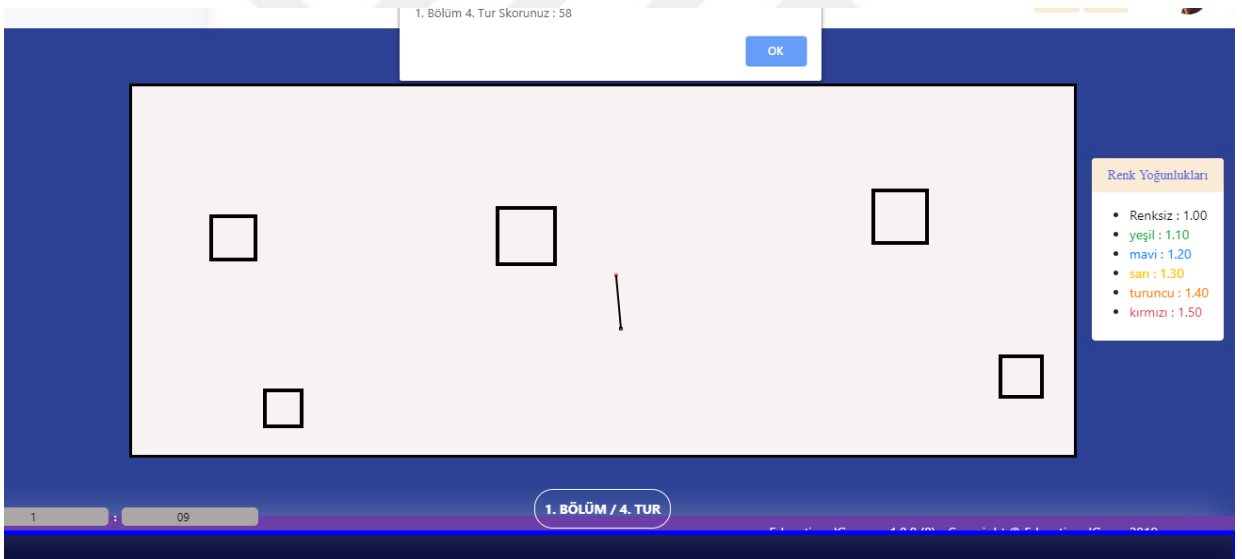 1. Bölüm 4. Tur Skorunuz : 58
OK
Renk Yoğunlukları
Renksiz : 1.00
yeşil : 1.10
mavi : 1.20
sarı : 1.30
turuncu : 1.40
kırmızı : 1.50
1. BÖLÜM / 4. TUR
1 : 09